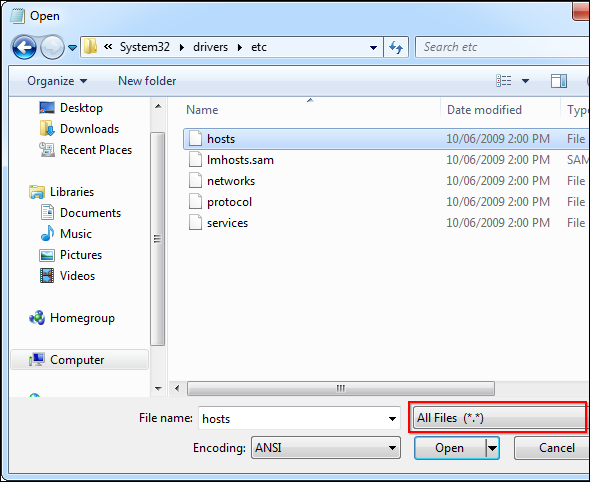 Open
« System32 ▸ drivers ▸ etc
Search etc
Organize New folder
Name Date modified Type
Desktop
Downloads
Recent Places
Libraries
Documents
Music
Pictures
Videos
Homegroup
Computer
hosts 10/06/2009 2:00 PM File
lmhosts.sam 10/06/2009 2:00 PM SAM
networks 10/06/2009 2:00 PM File
protocol 10/06/2009 2:00 PM File
services 10/06/2009 2:00 PM File
File name: hosts All Files (*.*)
Encoding: ANSI Open Cancel